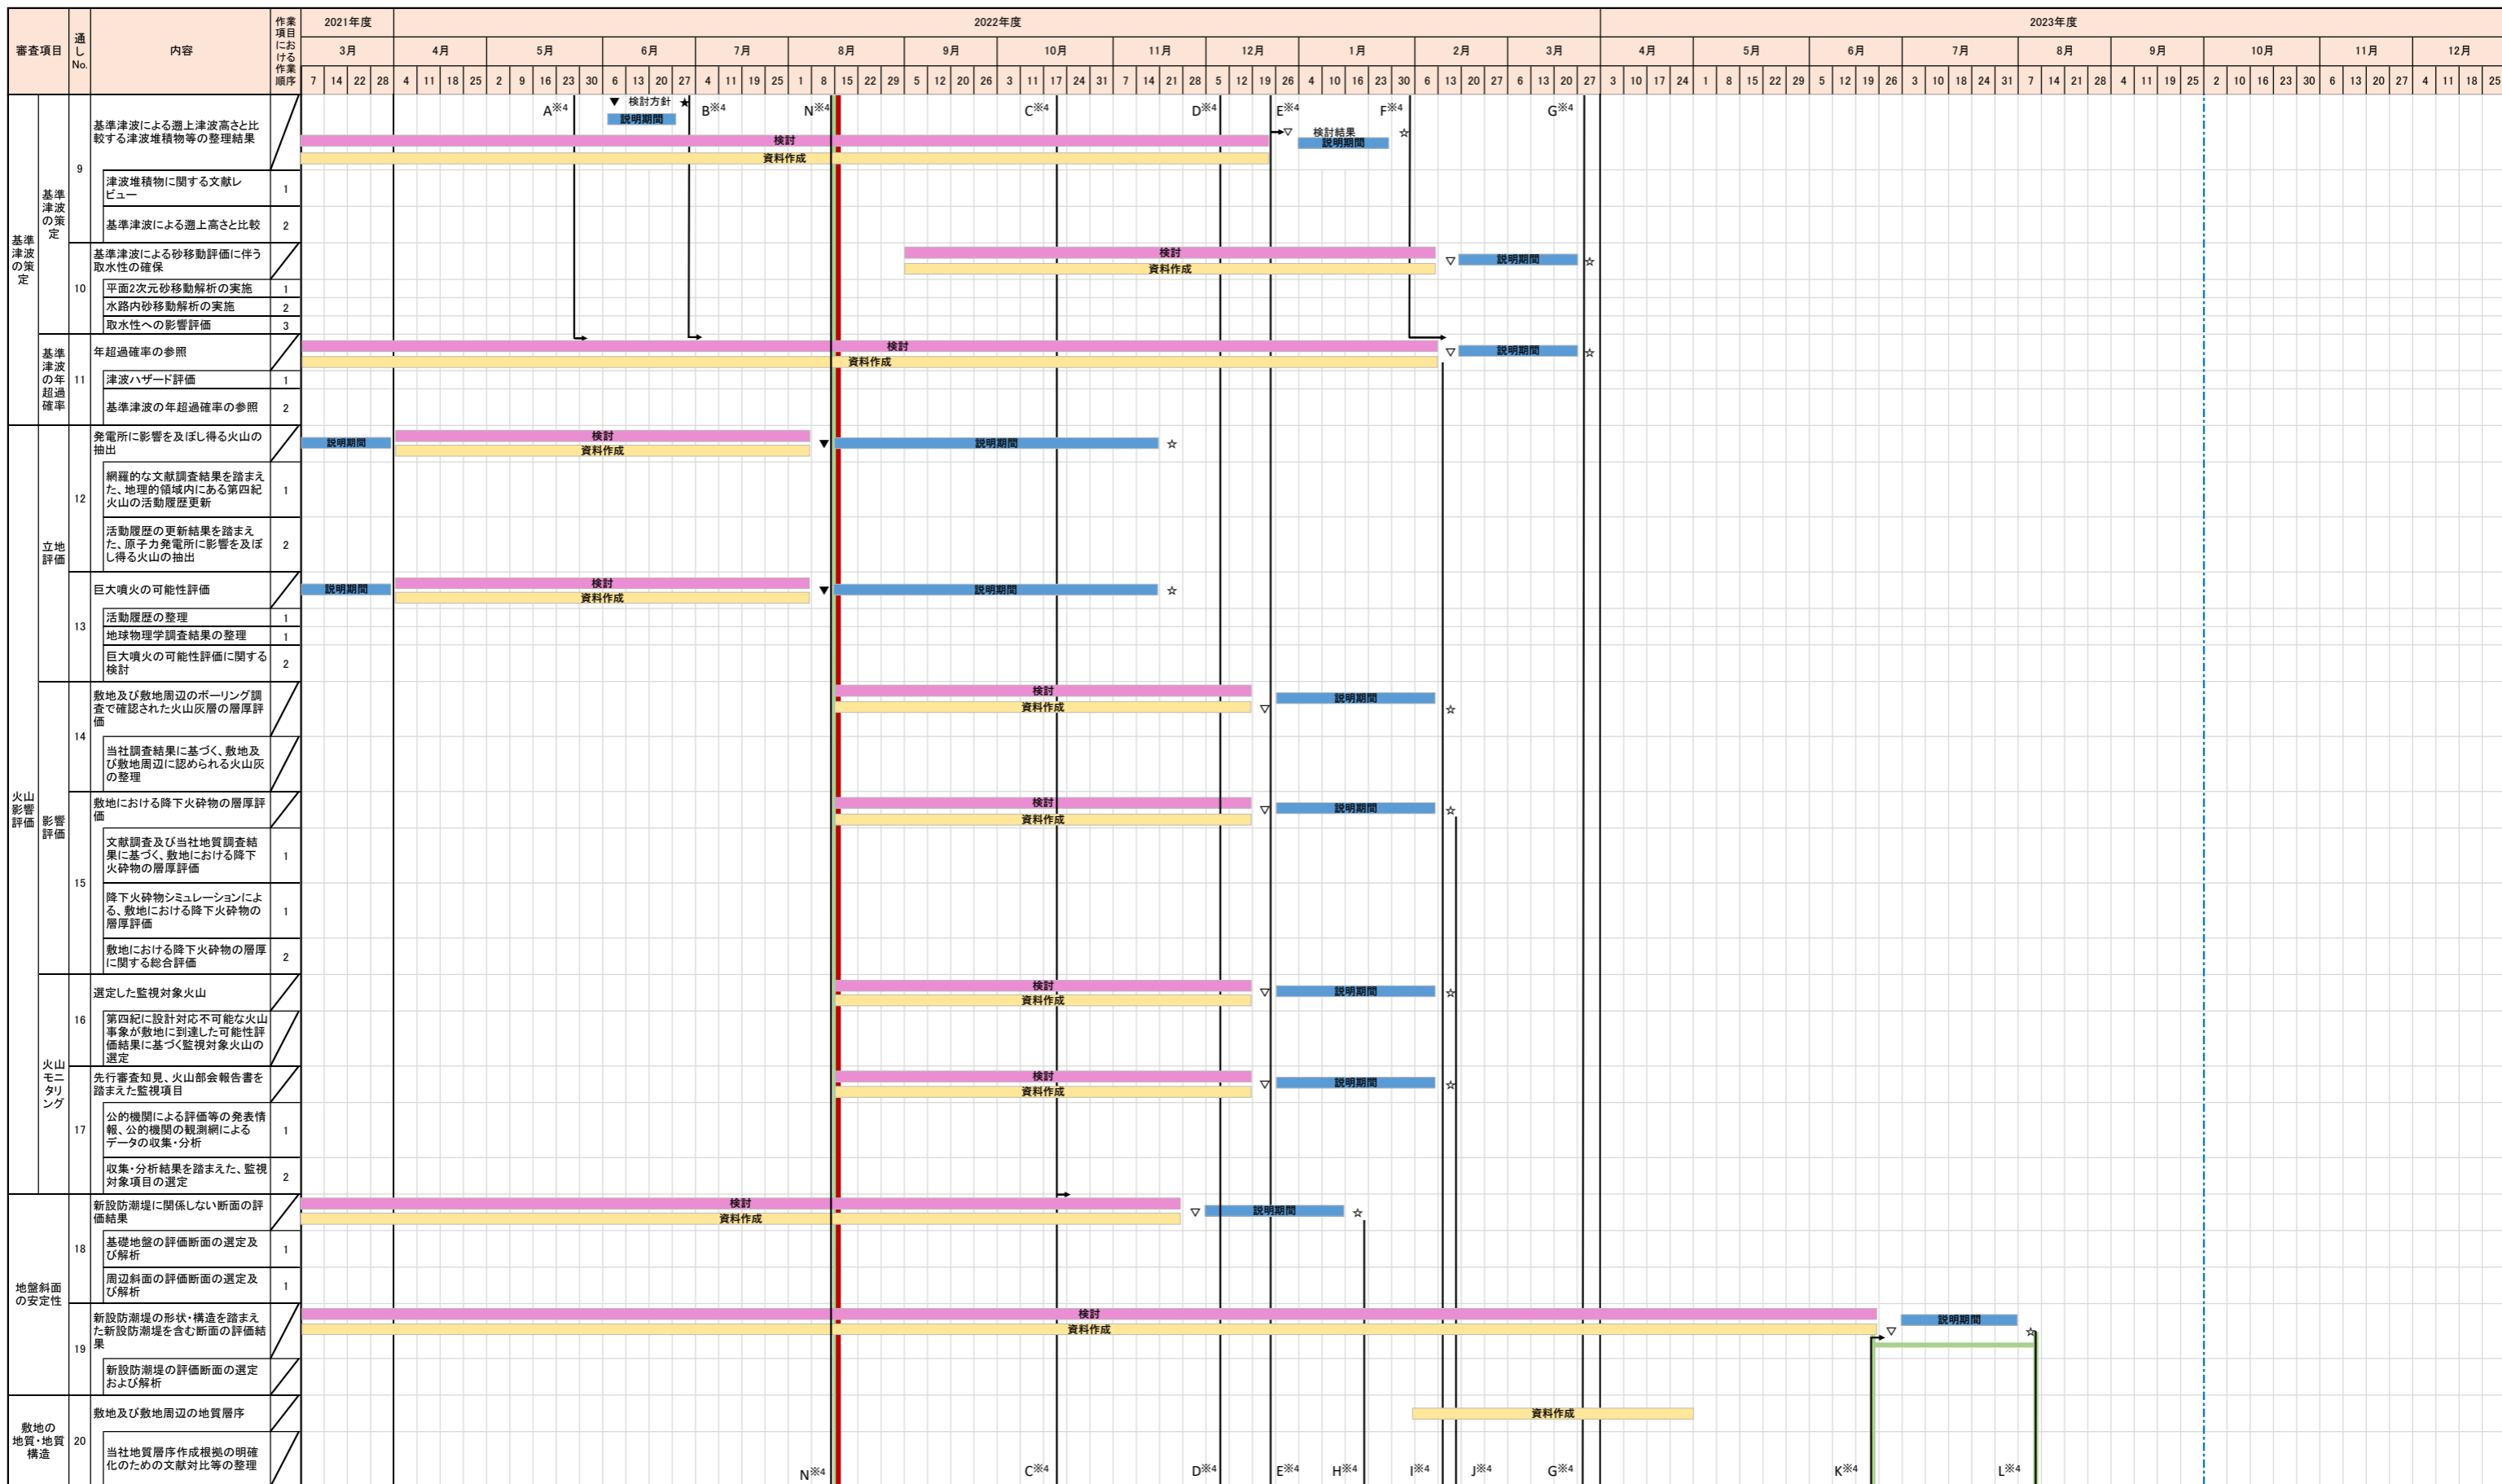 審査項目
通
し
No.
内容
作業
項目
にお
ける
作業
順序
2021年度
2022年度
2023年度
3月
4月
5月
6月
7月
8月
9月
10月
11月
12月
1月
2月
3月
4月
5月
6月
7月
8月
9月
10月
11月
12月
7 14 22 28 4 11 18 25 2 9 16 23 30 6 13 20 27 4 11 19 25 1 8 15 22 29 5 12 20 26 3 11 17 24 31 7 14 21 28 5 12 19 26 4 10 16 23 30 6 13 20 27 6 13 20 27 3 10 17 24 1 8 15 22 29 5 12 19 26 3 10 18 24 31 7 14 21 28 4 11 19 25 2 10 16 23 30 6 13 20 27 4 11 18 25
基準
津波
の策
定
基準
津波
の策
定
9
基準津波による遡上津波高さと比
較する津波堆積物等の整理結果
A※4
▼ 検討方針 ★
説明期間
B※4
N※4
C※4
D※4
E※4
F※4
G※4
▽ 検討結果 ☆
説明期間
検討
資料作成
津波堆積物に関する文献レ
ビュー
1
基準津波による遡上高さと比較
2
10
基準津波による砂移動評価に伴う
取水性の確保
検討
資料作成
▽ 説明期間 ☆
平面2次元砂移動解析の実施
1
水路内砂移動解析の実施
2
取水性への影響評価
3
基準
津波
の年
超過
確率
11
年超過確率の参照
検討
資料作成
▽ 説明期間 ☆
津波ハザード評価
1
基準津波の年超過確率の参照
2
火山
影響
評価
立地
評価
12
発電所に影響を及ぼし得る火山の
抽出
説明期間
検討
資料作成
▼ 説明期間 ☆
網羅的な文献調査結果を踏まえ
た、地理的領域内にある第四紀
火山の活動履歴更新
1
活動履歴の更新結果を踏まえ
た、原子力発電所に影響を及ぼ
し得る火山の抽出
2
13
巨大噴火の可能性評価
説明期間
検討
資料作成
▼ 説明期間 ☆
活動履歴の整理
1
地球物理学調査結果の整理
1
巨大噴火の可能性評価に関する
検討
2
影響
評価
14
敷地及び敷地周辺のボーリング調
査で確認された火山灰層の層厚評
価
検討
資料作成
▽ 説明期間 ☆
当社調査結果に基づく、敷地及
び敷地周辺に認められる火山灰
の整理
15
敷地における降下火砕物の層厚評
価
検討
資料作成
▽ 説明期間 ☆
文献調査及び当社地質調査結
果に基づく、敷地における降下
火砕物の層厚評価
1
降下火砕物シミュレーションによ
る、敷地における降下火砕物の
層厚評価
1
敷地における降下火砕物の層厚
に関する総合評価
2
火山
モニ
タリ
ング
16
選定した監視対象火山
検討
資料作成
▽ 説明期間 ☆
第四紀に設計対応不可能な火山
事象が敷地に到達した可能性評
価結果に基づく監視対象火山の
選定
17
先行審査知見、火山部会報告書を
踏まえた監視項目
検討
資料作成
▽ 説明期間 ☆
公的機関による評価等の発表情
報、公的機関の観測網による
データの収集・分析
1
収集・分析結果を踏まえた、監視
対象項目の選定
2
地盤斜面
の安定性
18
新設防潮堤に関係しない断面の評
価結果
検討
資料作成
▽ 説明期間 ☆
基礎地盤の評価断面の選定及
び解析
1
周辺斜面の評価断面の選定及
び解析
1
19
新設防潮堤の形状・構造を踏まえ
た新設防潮堤を含む断面の評価結
果
検討
資料作成
▽ 説明期間 ☆
新設防潮堤の評価断面の選定
および解析
敷地の
地質・地質
構造
20
敷地及び敷地周辺の地質層序
資料作成
当社地質層序作成根拠の明確
化のための文献対比等の整理
N※4
C※4
D※4
E※4
H※4
I※4
J※4
G※4
K※4
L※4